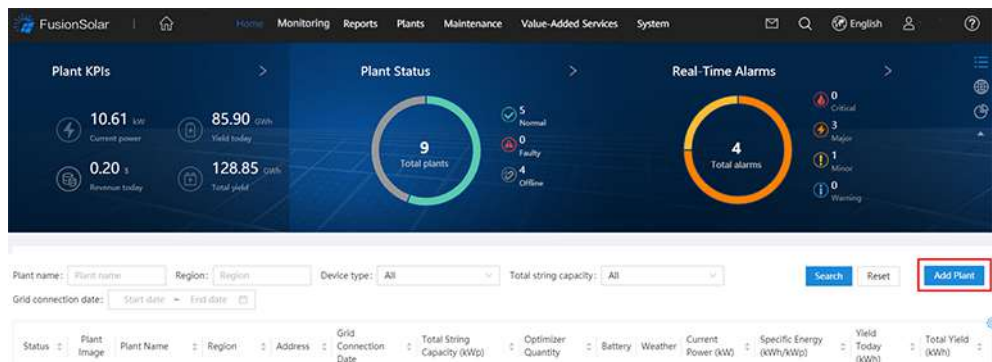 FusionSolar Home Monitoring Reports Plants Maintenance Value-Added Services System English
Plant KPIs
10.61 kW
Current power
85.90 GWh
Yield today
0.20 $
Revenue today
128.85 GWh
Total yield
Plant Status
9
Total plants
5
Normal
0
Faulty
4
Offline
Real-Time Alarms
4
Total alarms
0
Critical
3
Major
1
Minor
0
Warning
Plant name: Plant name Region: Region Device type: All Total string capacity: All Search Reset Add Plant
Grid connection date: Start date ~ End date
Status Plant Image Plant Name Region Address Grid Connection Date Total String Capacity (kWp) Optimizer Quantity Battery Weather Current Power (kW) Specific Energy (kWh/kWp) Yield Today (kWh) Total Yield (kWh)